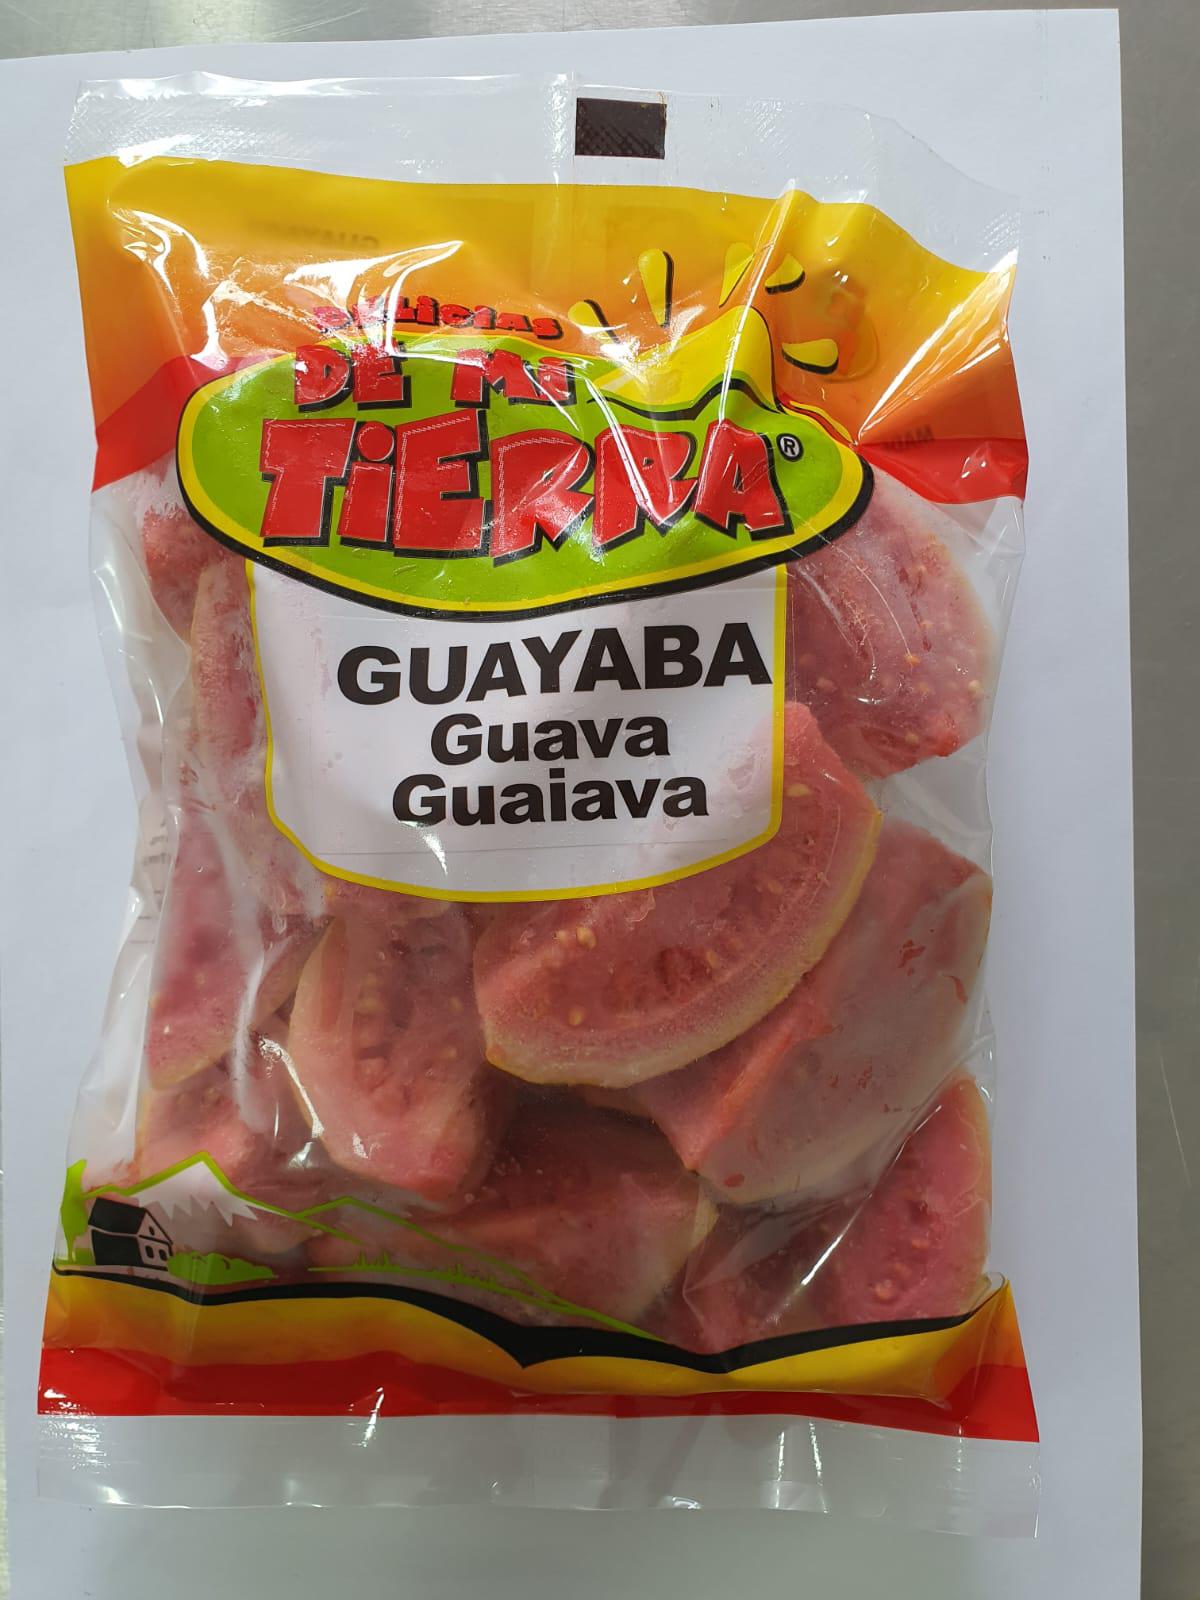 DELiCiAS
DE Mi
TiERRA®
GUAYABA
Guava
Guaiava